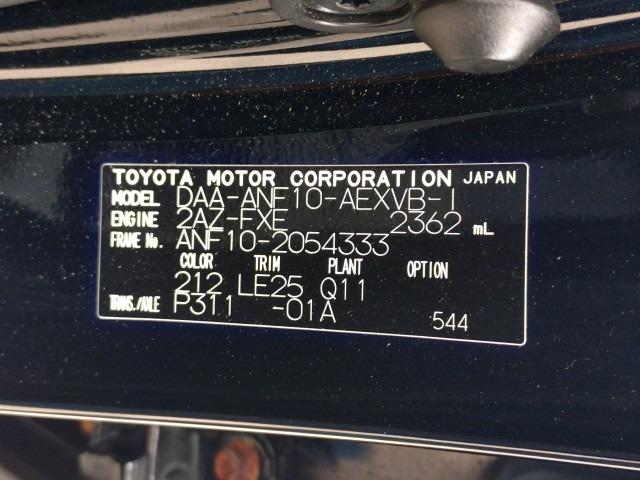 TOYOTA MOTOR CORPORATION JAPAN
MODEL DAA-ANF10-AEXVB-I
ENGINE 2AZ-FXE 2362 mL
FRAME No. ANF10-2054333
COLOR TRIM PLANT OPTION
212 LE25 Q11
TRANS./AXLE P311 -01A
544